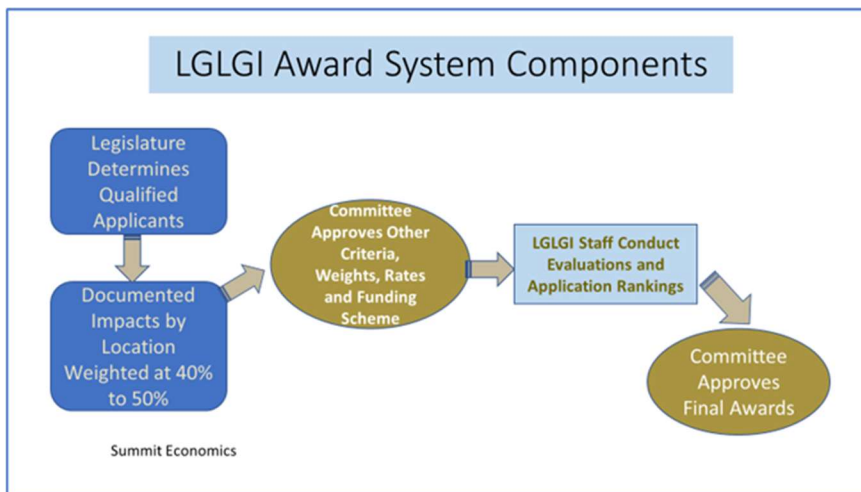 LGLGI Award System Components
Legislature
Determines
Qualified
Applicants
Documented
Impacts by
Location
Weighted at 40%
to 50%
Committee
Approves Other
Criteria,
Weights, Rates
and Funding
Scheme
LGLGI Staff Conduct
Evaluations and
Application Rankings
Committee
Approves
Final Awards
Summit Economics